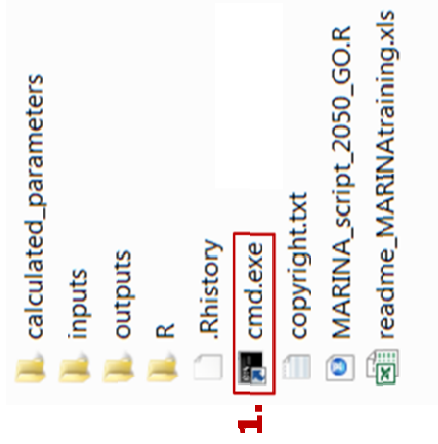 calculated_parameters
inputs
outputs
R
.Rhistory
1. cmd.exe
copyright.txt
MARINA_script_2050_GO.R
readme_MARINAtraining.xls